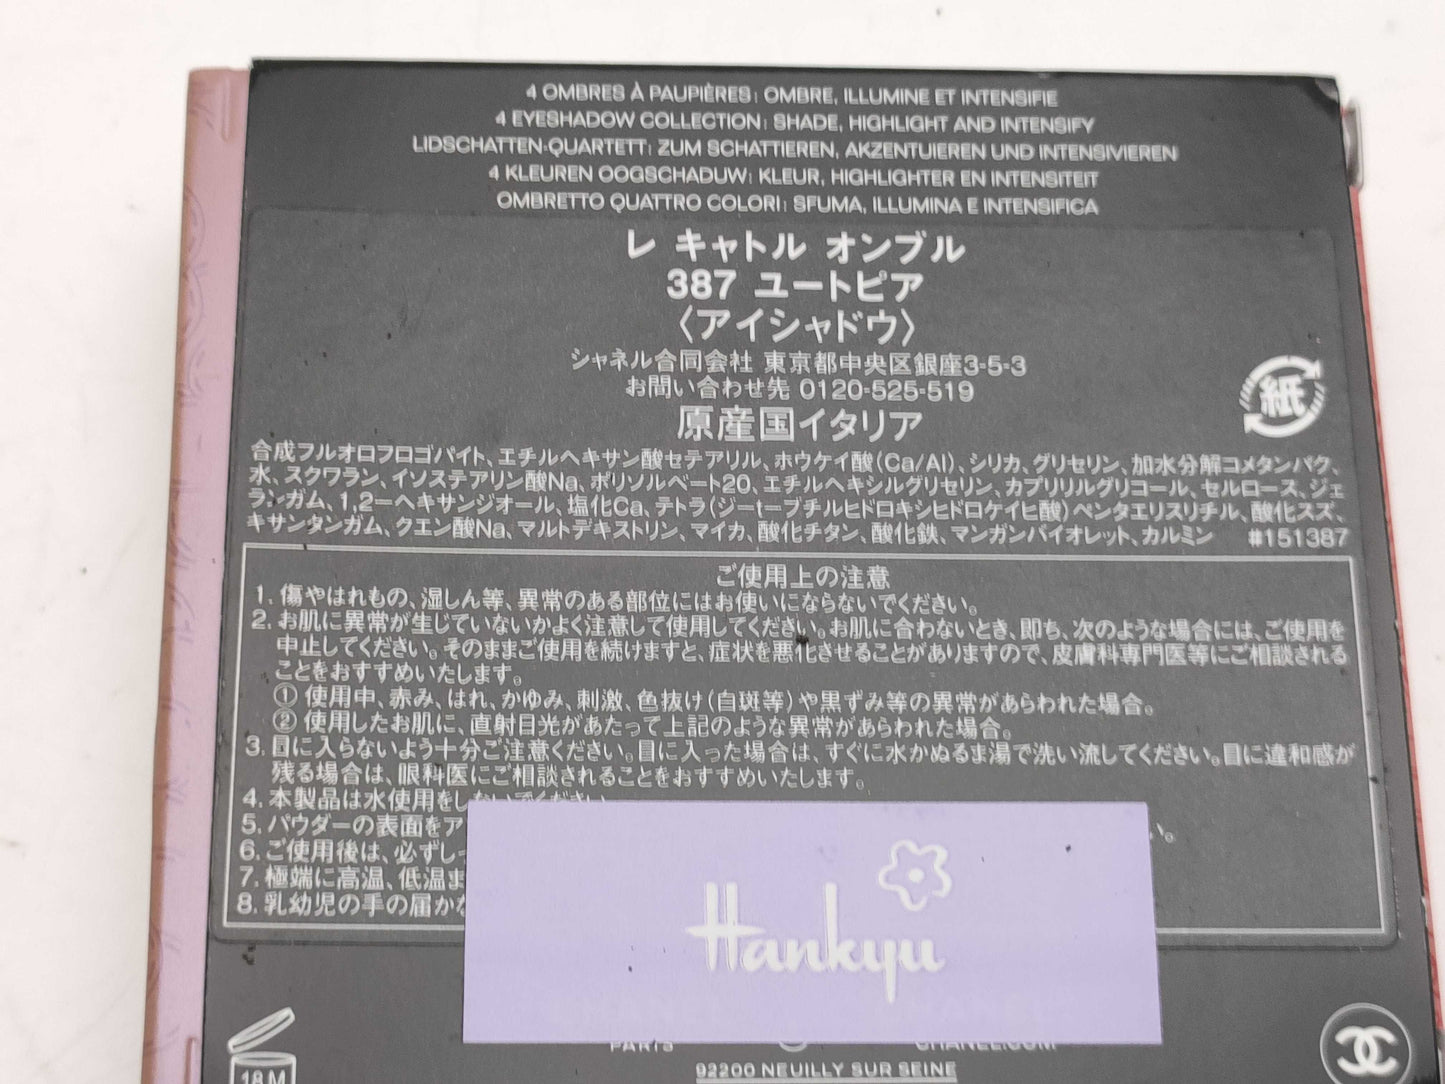 4 OMBRES À PAUPIÈRES : OMBRE, ILLUMINE ET INTENSIFIE
4 EYESHADOW COLLECTION : SHADE, HIGHLIGHT AND INTENSIFY
LIDSCHATTEN-QUARTETT : ZUM SCHATTIEREN, AKZENTUIEREN UND INTENSIVIEREN
4 KLEUREN OOGSCHADUW : KLEUR, HIGHLIGHTER EN INTENSITEIT
OMBRETTO QUATTRO COLORI : SFUMA, ILLUMINA E INTENSIFICA
レ キャトル オンブル
387 ユートピア
〈アイシャドウ〉
シャネル合同会社 東京都中央区銀座3-5-3
お問い合わせ先 0120-525-519
原産国イタリア
紙
合成フルオロフロゴパイト、エチルヘキサン酸セテアリル、ホウケイ酸(Ca/Al)、シリカ、グリセリン、加水分解コメタンパク、
水、スクワラン、イソステアリン酸Na、ポリソルベート20、エチルヘキシルグリセリン、カプリリルグリコール、セルロース、ジェ
ランガム、1,2-ヘキサンジオール、塩化Ca、テトラ(ジ-t-ブチルヒドロキシヒドロケイヒ酸)ペンタエリスリチル、酸化スズ、
キサンタンガム、クエン酸Na、マルトデキストリン、マイカ、酸化チタン、酸化鉄、マンガンバイオレット、カルミン #151387
ご使用上の注意
1. 傷やはれもの、湿しん等、異常のある部位にはお使いにならないでください。
2. お肌に異常が生じていないかよく注意して使用してください。お肌に合わないとき、即ち、次のような場合には、ご使用を
中止してください。そのままご使用を続けますと、症状を悪化させることがありますので、皮膚科専門医等にご相談される
ことをおすすめいたします。
① 使用中、赤み、はれ、かゆみ、刺激、色抜け(白斑等)や黒ずみ等の異常があらわれた場合。
② 使用したお肌に、直射日光があたって上記のような異常があらわれた場合。
3. 目に入らないよう十分ご注意ください。目に入った場合は、すぐに水かぬるま湯で洗い流してください。目に違和感が
残る場合は、眼科医にご相談されることをおすすめいたします。
4. 本製品は水使用をしないでください
5. パウダーの表面をア い。
6. ご使用後は、必ずしっ
7. 極端に高温、低温ま
8. 乳幼児の手の届かな
Hankyu
18M
PARIS CHANEL.COM
92200 NEUILLY SUR SEINE